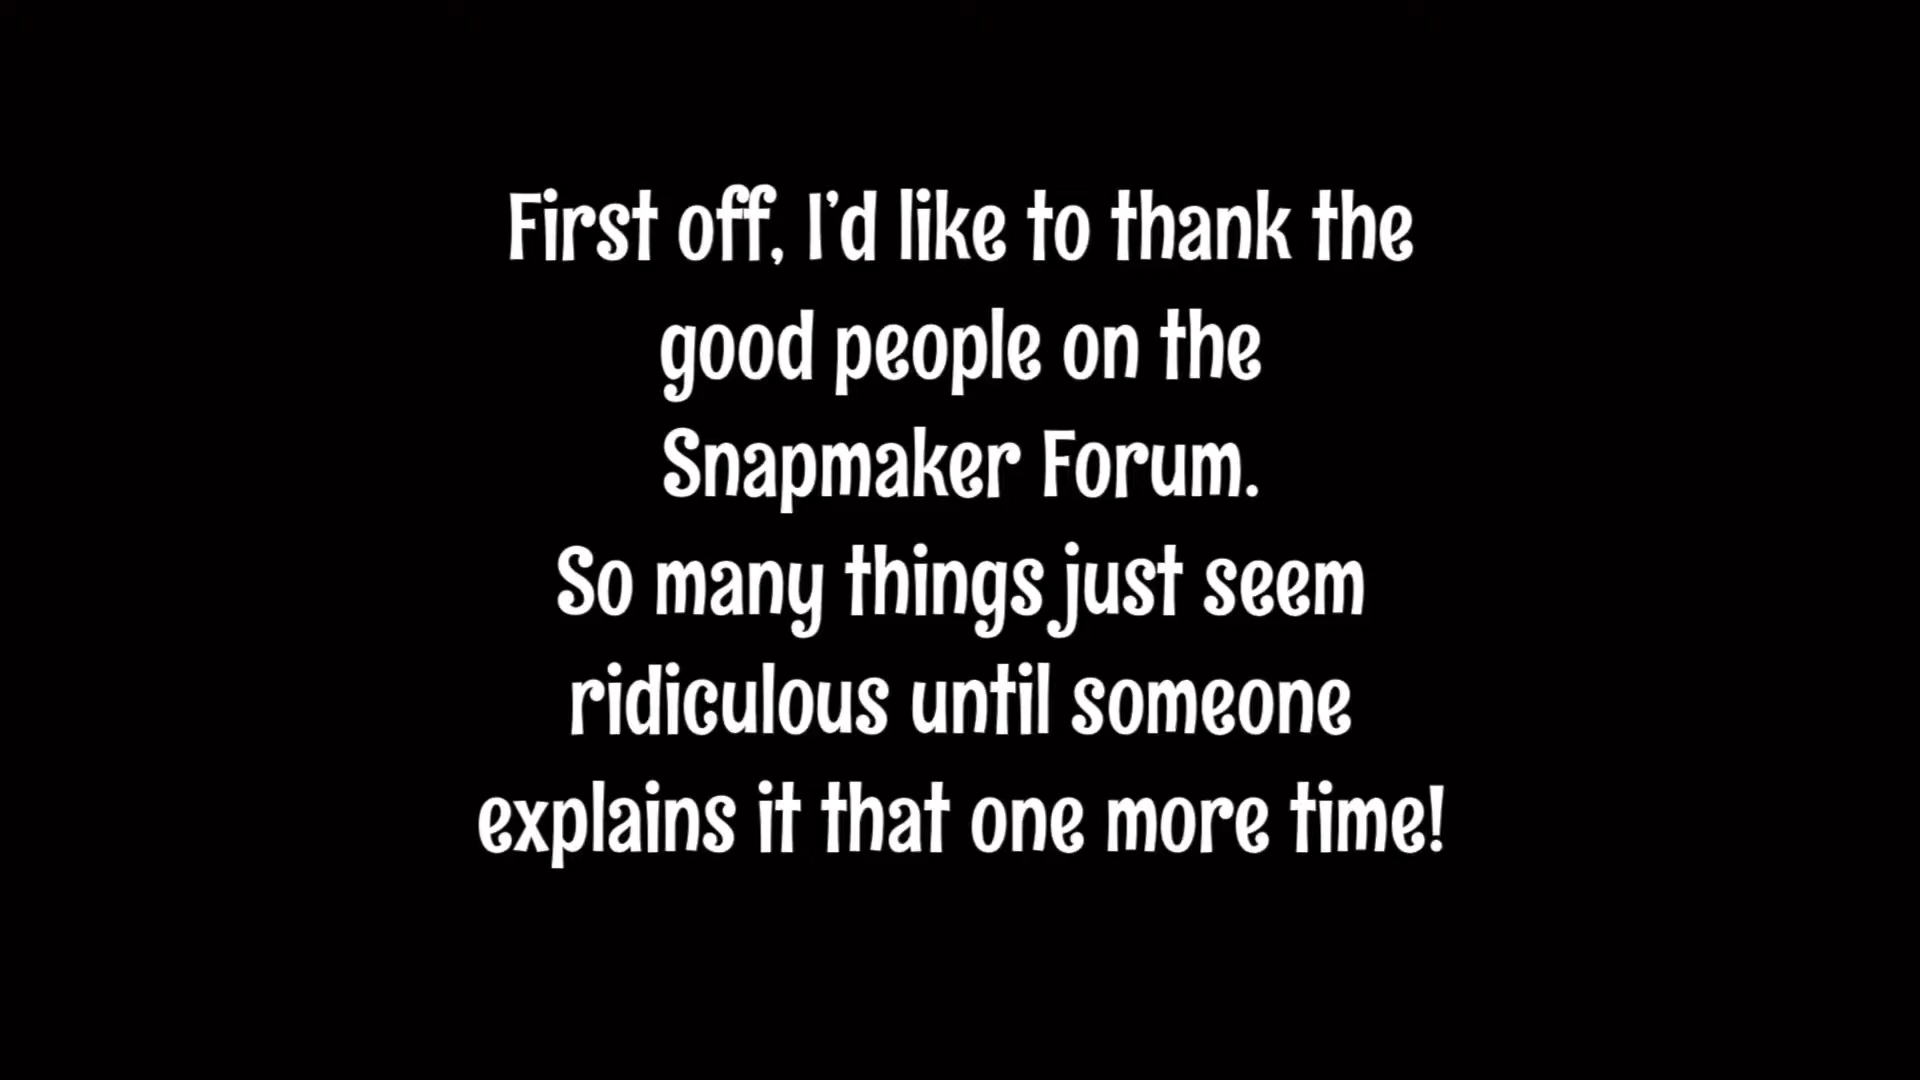 First off, I’d like to thank the
good people on the
Snapmaker Forum.
So many things just seem
ridiculous until someone
explains it that one more time!